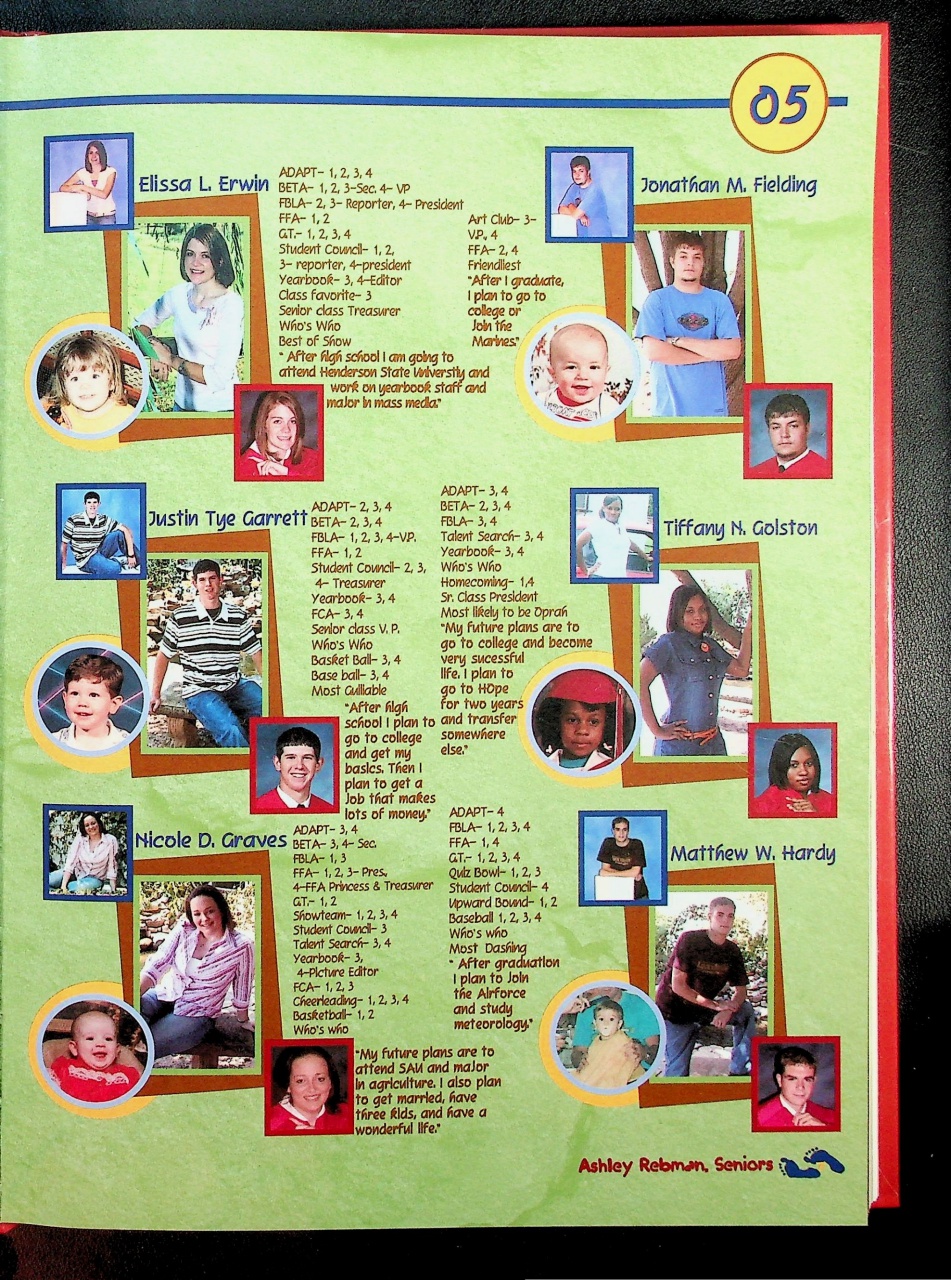 05
Elissa L. Erwin
ADAPT- 1, 2, 3, 4
BETA- 1, 2, 3-Sec. 4- VP
FBLA- 2, 3- Reporter, 4- President
FFA- 1, 2
G.T.- 1, 2, 3, 4
Student Council- 1, 2,
3- reporter, 4-president
Yearbook- 3, 4-Editor
Class favorite- 3
Senior class Treasurer
Who's Who
Best of Show
" After high school I am going to
attend Henderson State University and
work on yearbook staff and
major in mass media."
Jonathan M. Fielding
Art Club- 3-
V.P., 4
FFA- 2, 4
Friendliest
"After I graduate,
I plan to go to
college or
Join the
Marines."
Justin Tye Garrett
ADAPT- 2, 3, 4
BETA- 2, 3, 4
FBLA- 1, 2, 3, 4-V.P.
FFA- 1, 2
Student Council- 2, 3,
4- Treasurer
Yearbook- 3, 4
FCA- 3, 4
Senior class V. P.
Who's Who
Basket Ball- 3, 4
Base ball- 3, 4
Most Gullable
"After high
school I plan to
go to college
and get my
basics. Then I
plan to get a
Job that makes
lots of money."
Tiffany N. Golston
ADAPT- 3, 4
BETA- 2, 3, 4
FBLA- 3, 4
Talent Search- 3, 4
Yearbook- 3, 4
Who's Who
Homecoming- 1,4
Sr. Class President
Most likely to be Oprah
"My future plans are to
go to college and become
very sucessful
life. I plan to
go to HOpe
for two years
and transfer
somewhere
else."
Nicole D. Graves
ADAPT- 3, 4
BETA- 3, 4- Sec.
FBLA- 1, 3
FFA- 1, 2, 3- Pres,
4-FFA Princess & Treasurer
G.T.- 1, 2
Showteam- 1, 2, 3, 4
Student Council- 3
Talent Search- 3, 4
Yearbook- 3,
4-Picture Editor
FCA- 1, 2, 3
Cheerleading- 1, 2, 3, 4
Basketball- 1, 2
Who's who
"My future plans are to
attend SAU and major
in agriculture. I also plan
to get married, have
three kids, and have a
wonderful life."
Matthew W. Hardy
ADAPT- 4
FBLA- 1, 2, 3, 4
FFA- 1, 4
G.T.- 1, 2, 3, 4
Quiz Bowl- 1, 2, 3
Student Council- 4
Upward Bound- 1, 2
Baseball 1, 2, 3, 4
Who's who
Most Dashing
" After graduation
I plan to Join
the Airforce
and study
meteorology."
Ashley Rebman, Seniors